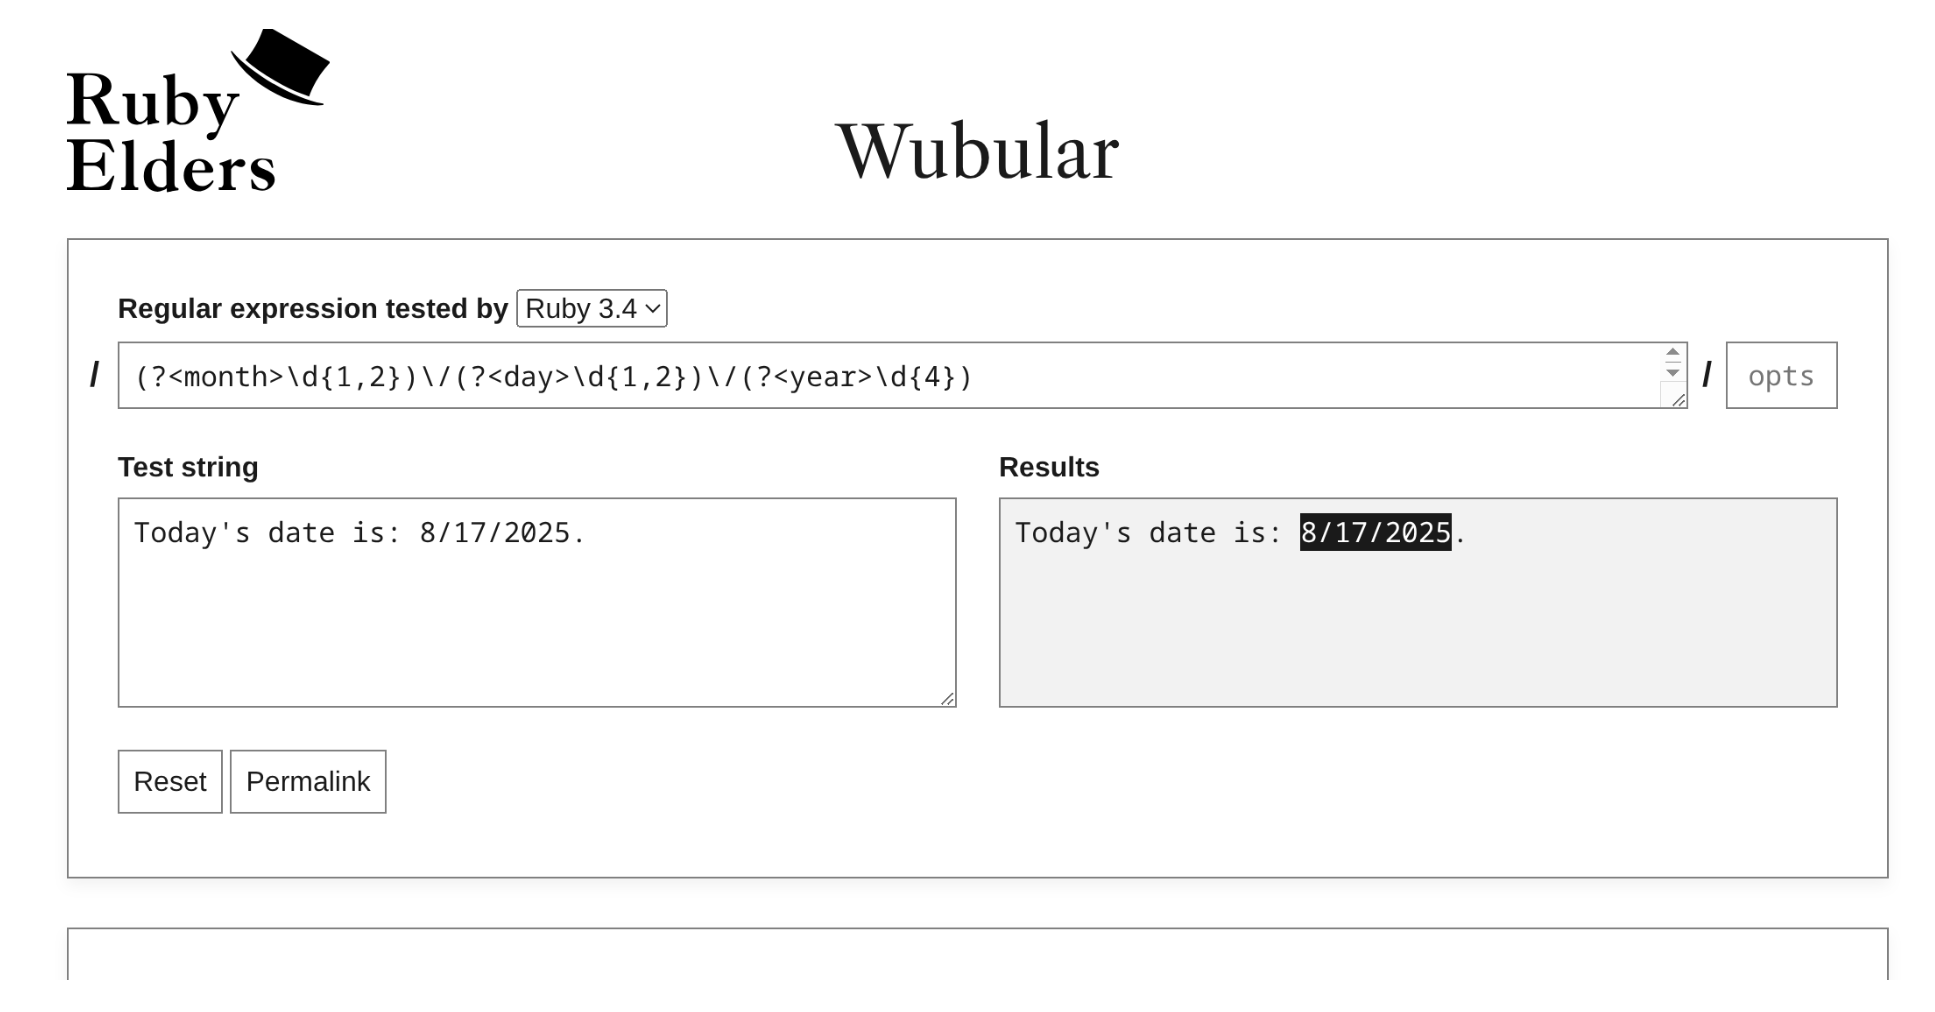 Ruby
Elders
Wubular
Regular expression tested by Ruby 3.4
/ (?<month>\d{1,2})\/(?<day>\d{1,2})\/(?<year>\d{4}) / opts
Test string
Today's date is: 8/17/2025.
Results
Today's date is: 8/17/2025.
Reset Permalink